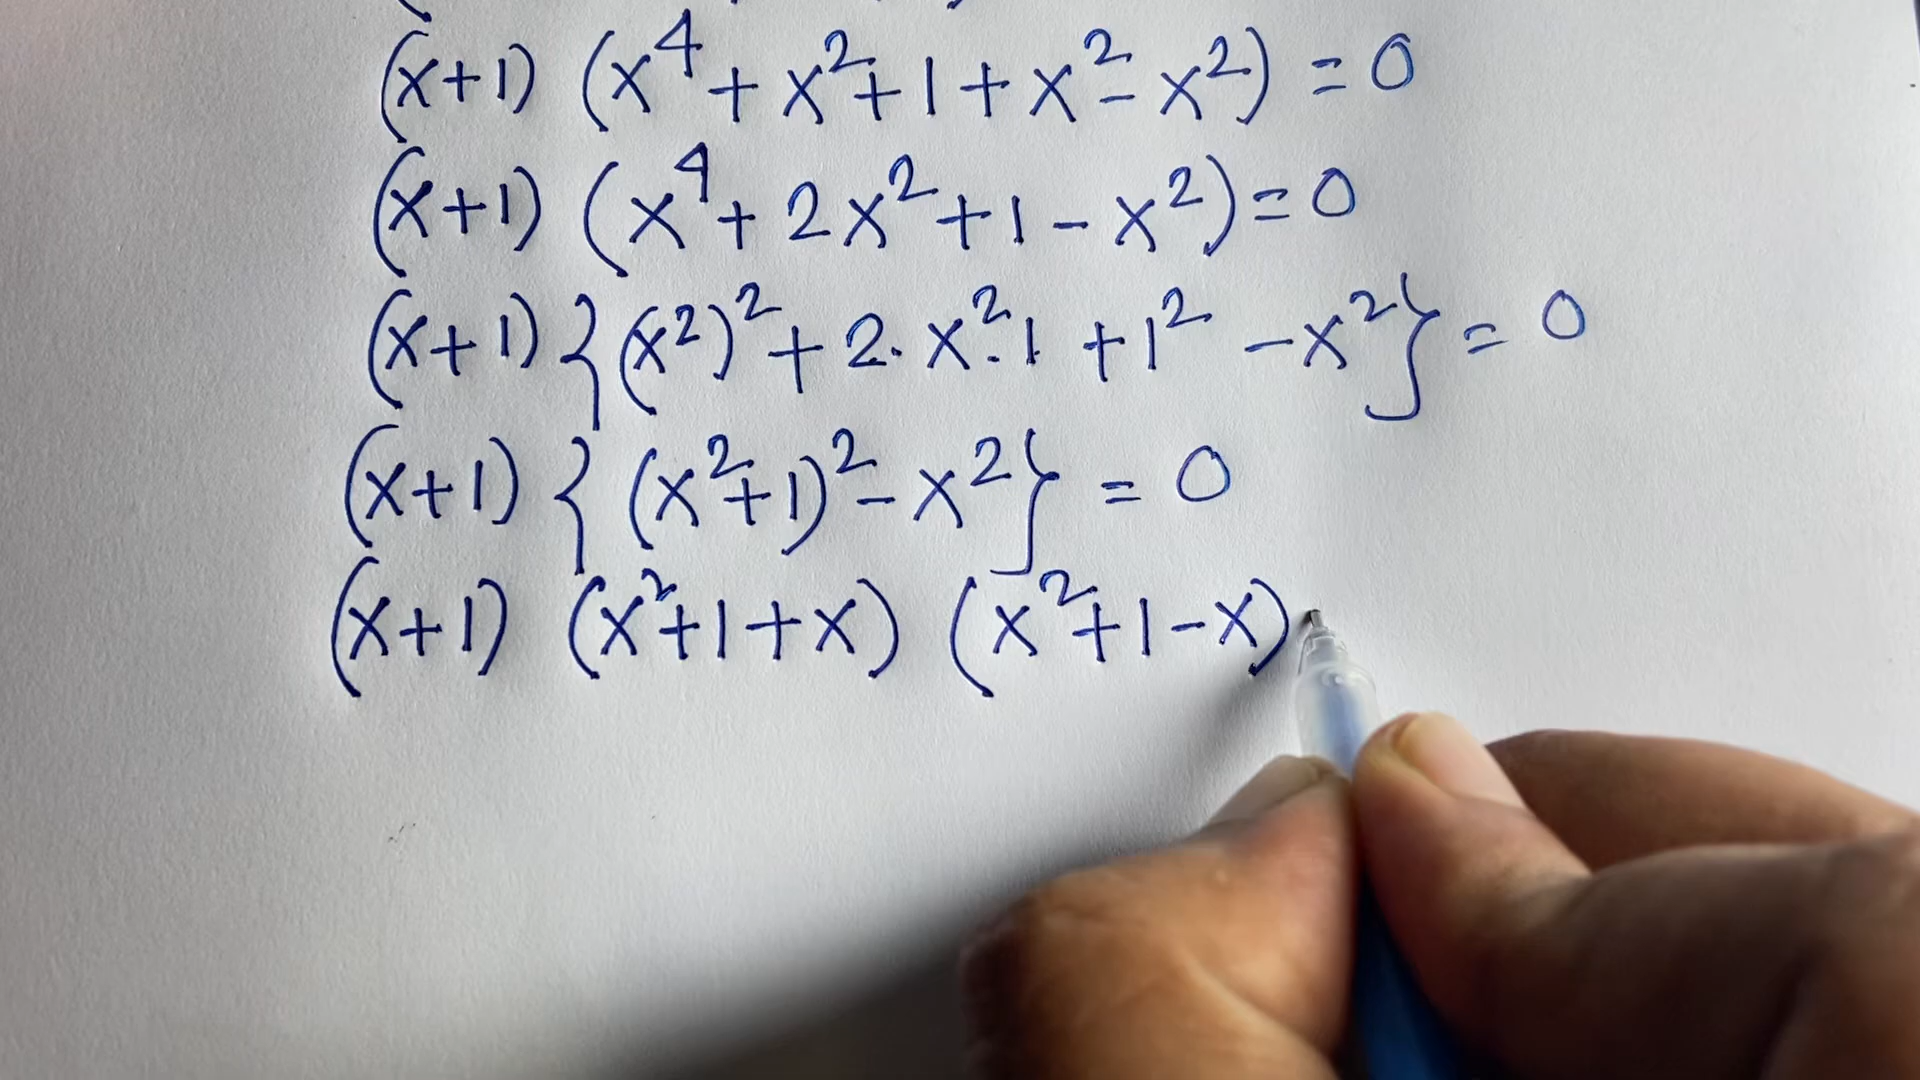 (x+1) (x⁴+x²+1+x²-x²)=0
(x+1) (x⁴+2x²+1-x²)=0
(x+1){(x²)²+2.x².1+1²-x²}=0
(x+1){(x²+1)²-x²}=0
(x+1) (x²+1+x) (x²+1-x)